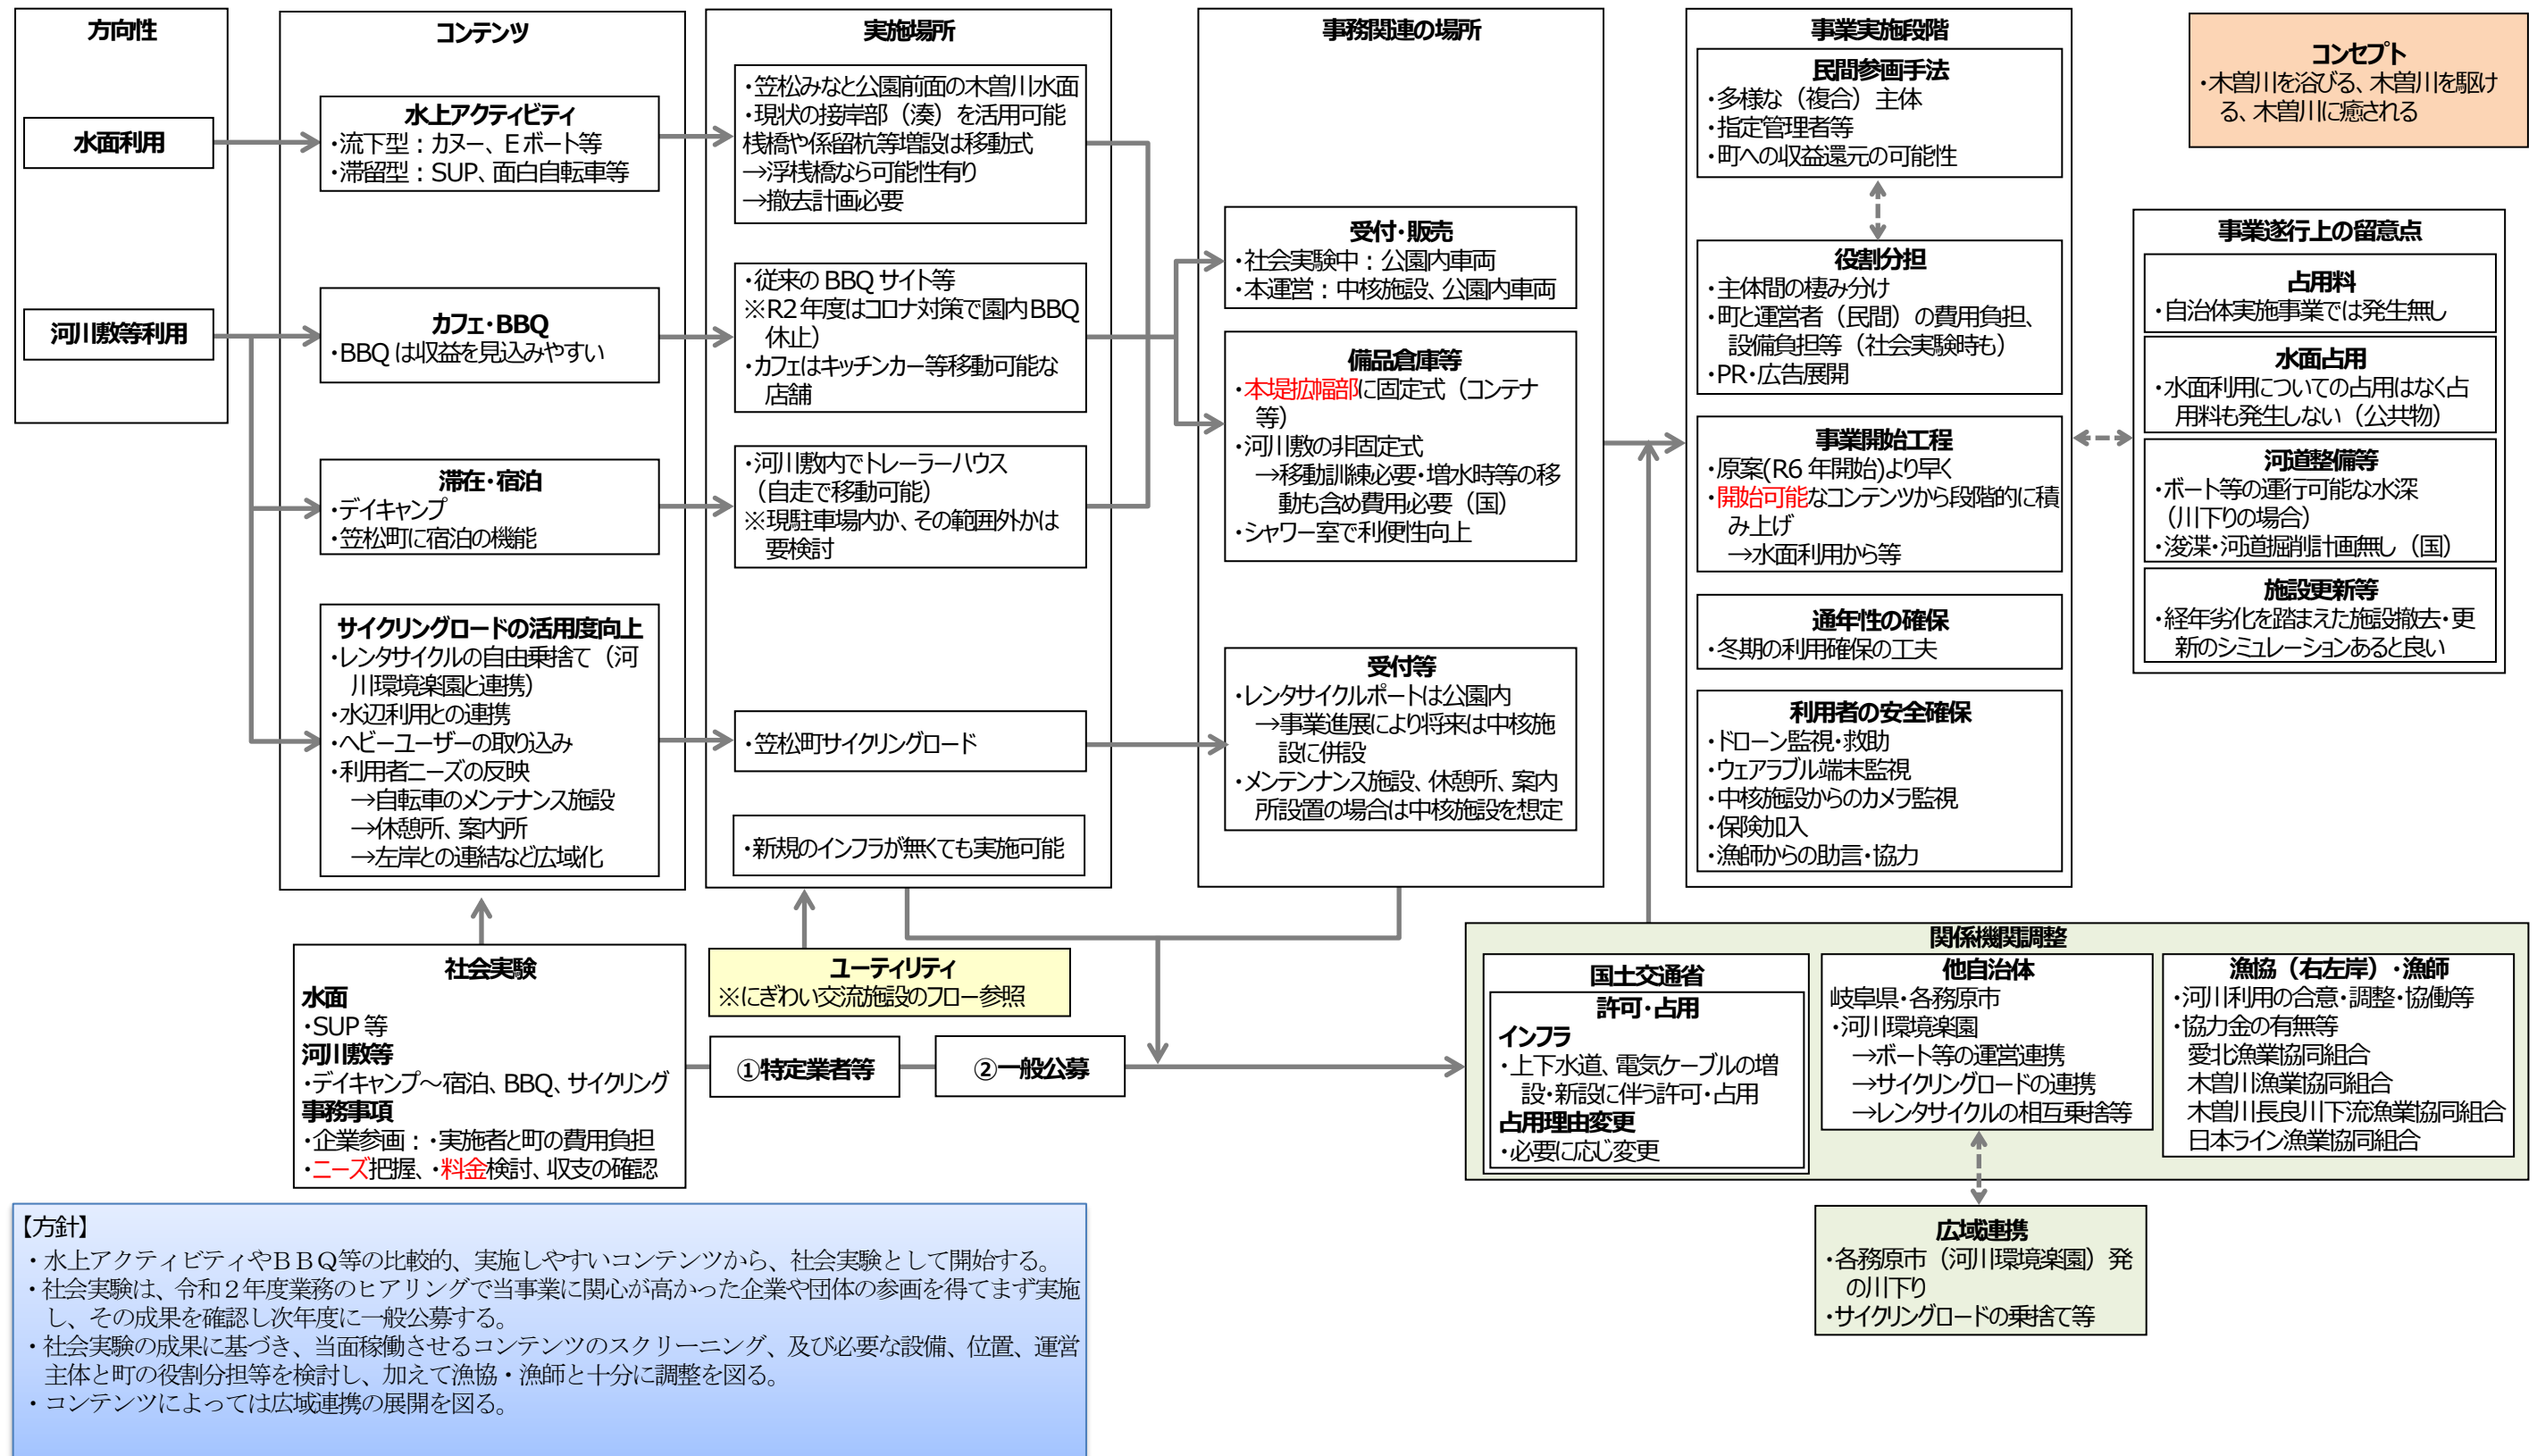 方向性
水面利用
河川敷等利用
コンテンツ
水上アクティビティ
・流下型：カヌー、Eボート等
・滞留型：SUP、面白自転車等
カフェ・BBQ
・BBQは収益を見込みやすい
滞在・宿泊
・デイキャンプ
・笠松町に宿泊の機能
サイクリングロードの活用度向上
・レンタサイクルの自由乗捨て（河
川環境楽園と連携）
・水辺利用との連携
・ヘビーユーザーの取り込み
・利用者ニーズの反映
→自転車のメンテナンス施設
→休憩所、案内所
→左岸との連結など広域化
実施場所
・笠松みなと公園前面の木曽川水面
・現状の接岸部（湊）を活用可能
桟橋や係留杭等増設は移動式
→浮桟橋なら可能性有り
→撤去計画必要
・従来のBBQサイト等
※R2年度はコロナ対策で園内BBQ
休止）
・カフェはキッチンカー等移動可能な
店舗
・河川敷内でトレーラーハウス
（自走で移動可能）
※現駐車場内か、その範囲外かは
要検討
・笠松町サイクリングロード
・新規のインフラが無くても実施可能
事務関連の場所
受付・販売
・社会実験中：公園内車両
・本運営：中核施設、公園内車両
備品倉庫等
・本堤拡幅部に固定式（コンテナ
等）
・河川敷の非固定式
→移動訓練必要・増水時等の移
動も含め費用必要（国）
・シャワー室で利便性向上
受付等
・レンタサイクルポートは公園内
→事業進展により将来は中核施
設に併設
・メンテンナンス施設、休憩所、案内
所設置の場合は中核施設を想定
事業実施段階
民間参画手法
・多様な（複合）主体
・指定管理者等
・町への収益還元の可能性
役割分担
・主体間の棲み分け
・町と運営者（民間）の費用負担、
設備負担等（社会実験時も）
・PR・広告展開
事業開始工程
・原案(R6年開始)より早く
・開始可能なコンテンツから段階的に積
み上げ
→水面利用から等
通年性の確保
・冬期の利用確保の工夫
利用者の安全確保
・ドローン監視・救助
・ウェアラブル端末監視
・中核施設からのカメラ監視
・保険加入
・漁師からの助言・協力
コンセプト
・木曽川を浴びる、木曽川を駆け
る、木曽川に癒される
事業遂行上の留意点
占用料
・自治体実施事業では発生無し
水面占用
・水面利用についての占用はなく占
用料も発生しない（公共物）
河道整備等
・ボート等の運行可能な水深
（川下りの場合）
・浚渫・河道掘削計画無し（国）
施設更新等
・経年劣化を踏まえた施設撤去・更
新のシミュレーションあると良い
社会実験
水面
・SUP等
河川敷等
・デイキャンプ～宿泊、BBQ、サイクリング
事務事項
・企業参画：・実施者と町の費用負担
・ニーズ把握、・料金検討、収支の確認
ユーティリティ
※にぎわい交流施設のフロー参照
①特定業者等
②一般公募
関係機関調整
国土交通省
許可・占用
インフラ
・上下水道、電気ケーブルの増
設・新設に伴う許可・占用
占用理由変更
・必要に応じ変更
他自治体
岐阜県・各務原市
・河川環境楽園
→ボート等の運営連携
→サイクリングロードの連携
→レンタサイクルの相互乗捨等
漁協（右左岸）・漁師
・河川利用の合意・調整・協働等
・協力金の有無等
愛北漁業協同組合
木曽川漁業協同組合
木曽川長良川下流漁業協同組合
日本ライン漁業協同組合
広域連携
・各務原市（河川環境楽園）発
の川下り
・サイクリングロードの乗捨て等
【方針】
・水上アクティビティやＢＢＱ等の比較的、実施しやすいコンテンツから、社会実験として開始する。
・社会実験は、令和２年度業務のヒアリングで当事業に関心が高かった企業や団体の参画を得てまず実施
し、その成果を確認し次年度に一般公募する。
・社会実験の成果に基づき、当面稼働させるコンテンツのスクリーニング、及び必要な設備、位置、運営
主体と町の役割分担等を検討し、加えて漁協・漁師と十分に調整を図る。
・コンテンツによっては広域連携の展開を図る。